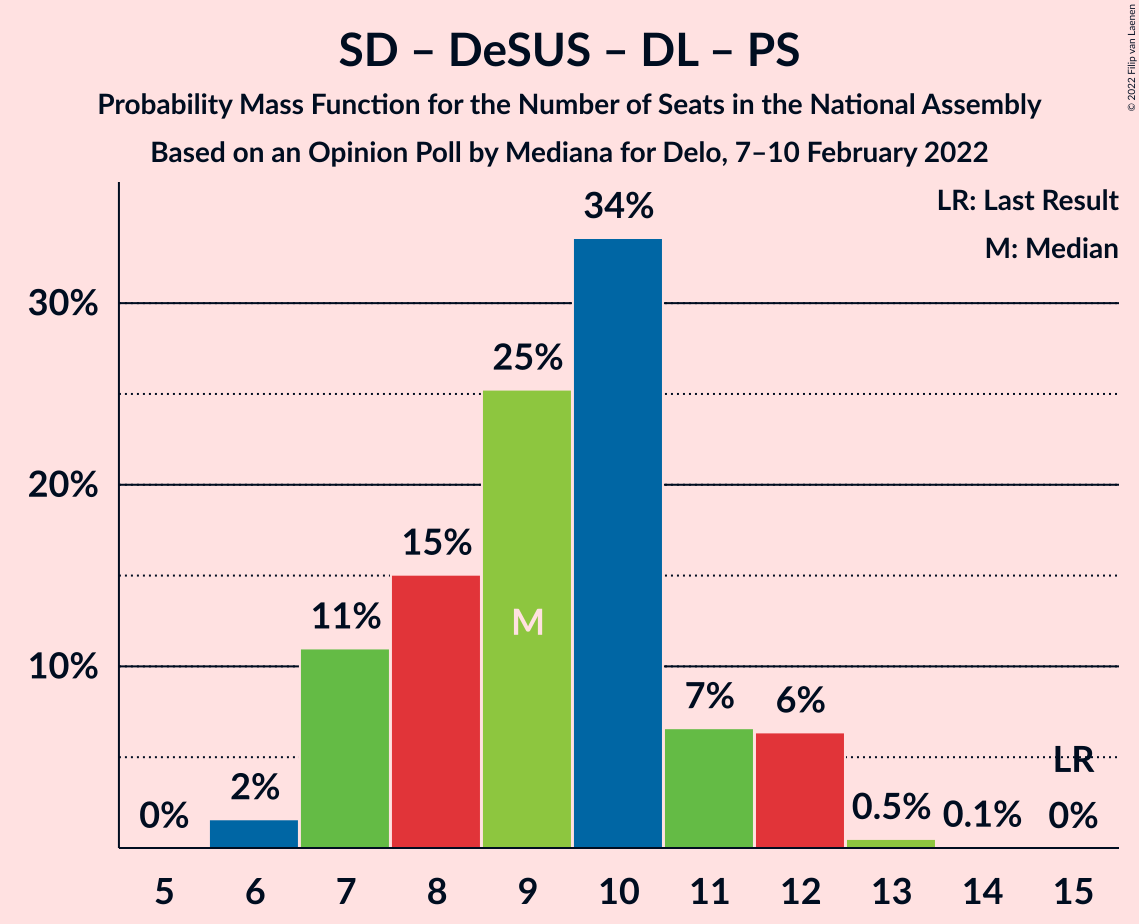 SD – DeSUS – DL – PS
Probability Mass Function for the Number of Seats in the National Assembly
Based on an Opinion Poll by Mediana for Delo, 7–10 February 2022
© 2022 Filip van Laenen
LR: Last Result
M: Median
30%
20%
10%
0%
2%
11%
15%
25%
M
34%
7%
6%
0.5%
0.1%
LR
0%
5 6 7 8 9 10 11 12 13 14 15